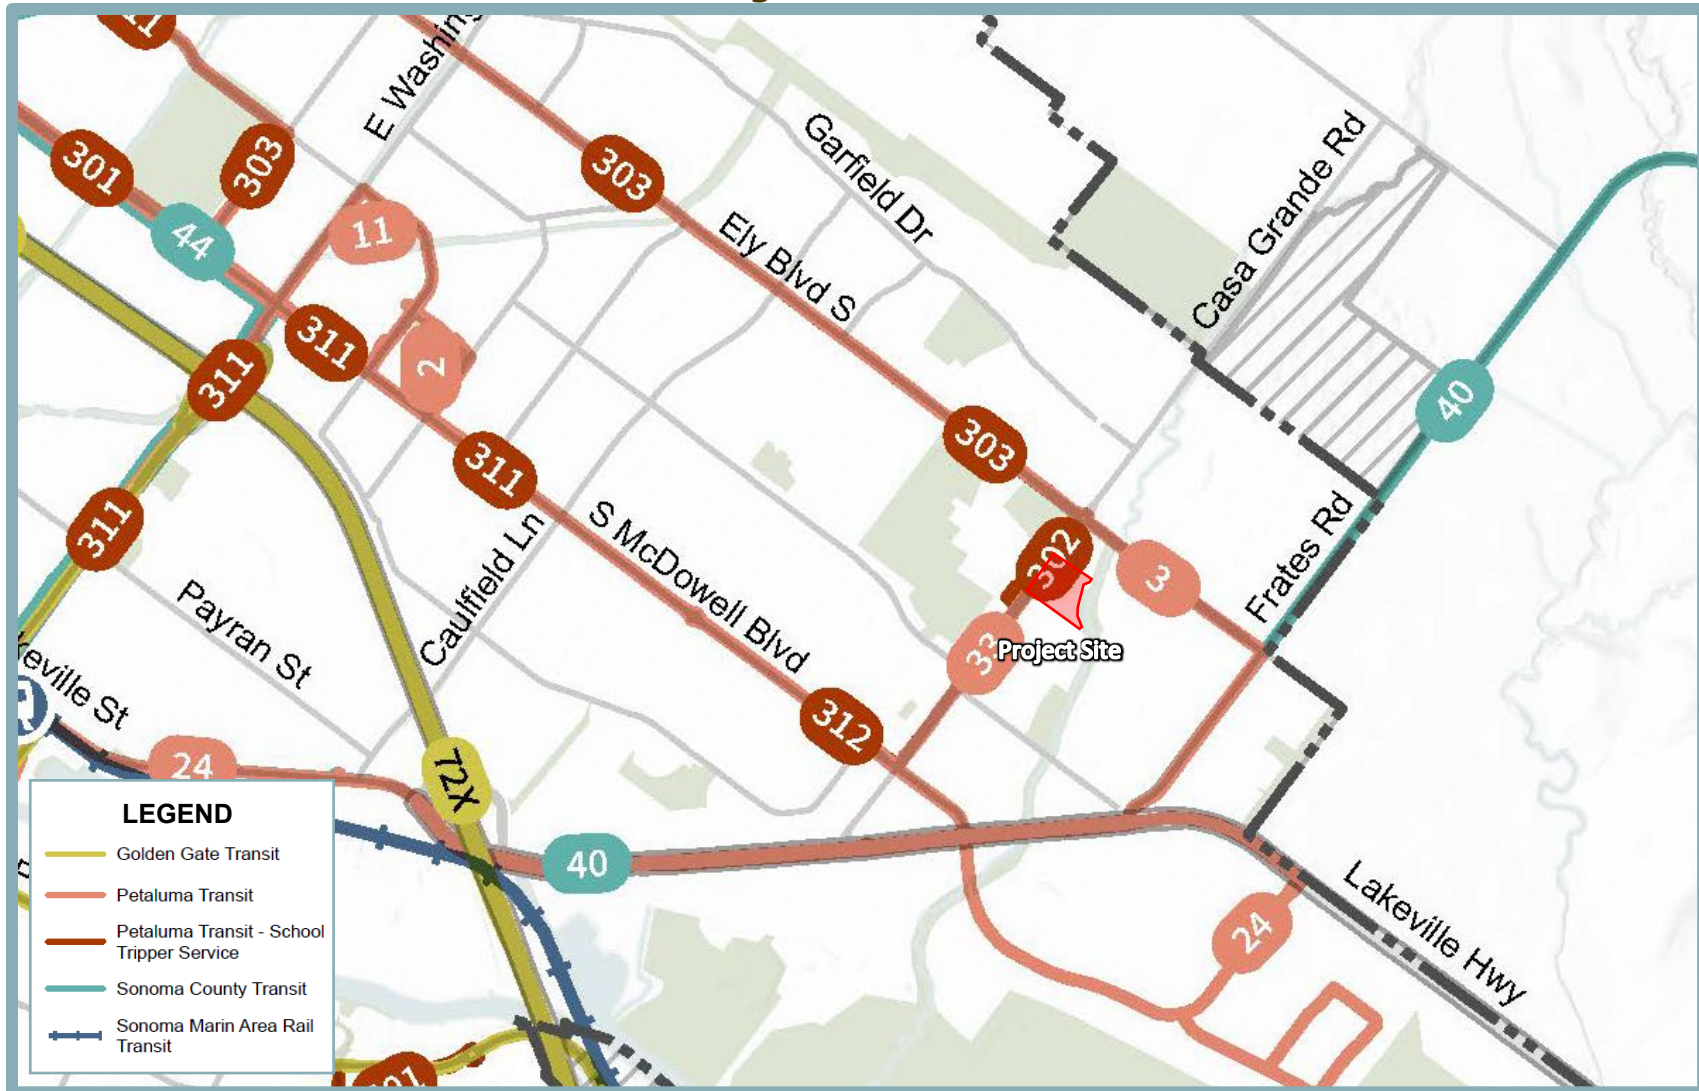 11
E Washing
301
303
44
11
303
Garfield Dr
Casa Grande Rd
Ely Blvd S
311
2
311
40
311
303
311
S McDowell Blvd
Caulfield Ln
302
3
Frates Rd
Payran St
33
Project Site
keville St
312
24
72X
40
Lakeville Hwy
24
LEGEND
Golden Gate Transit
Petaluma Transit
Petaluma Transit - School
Tripper Service
Sonoma County Transit
Sonoma Marin Area Rail
Transit